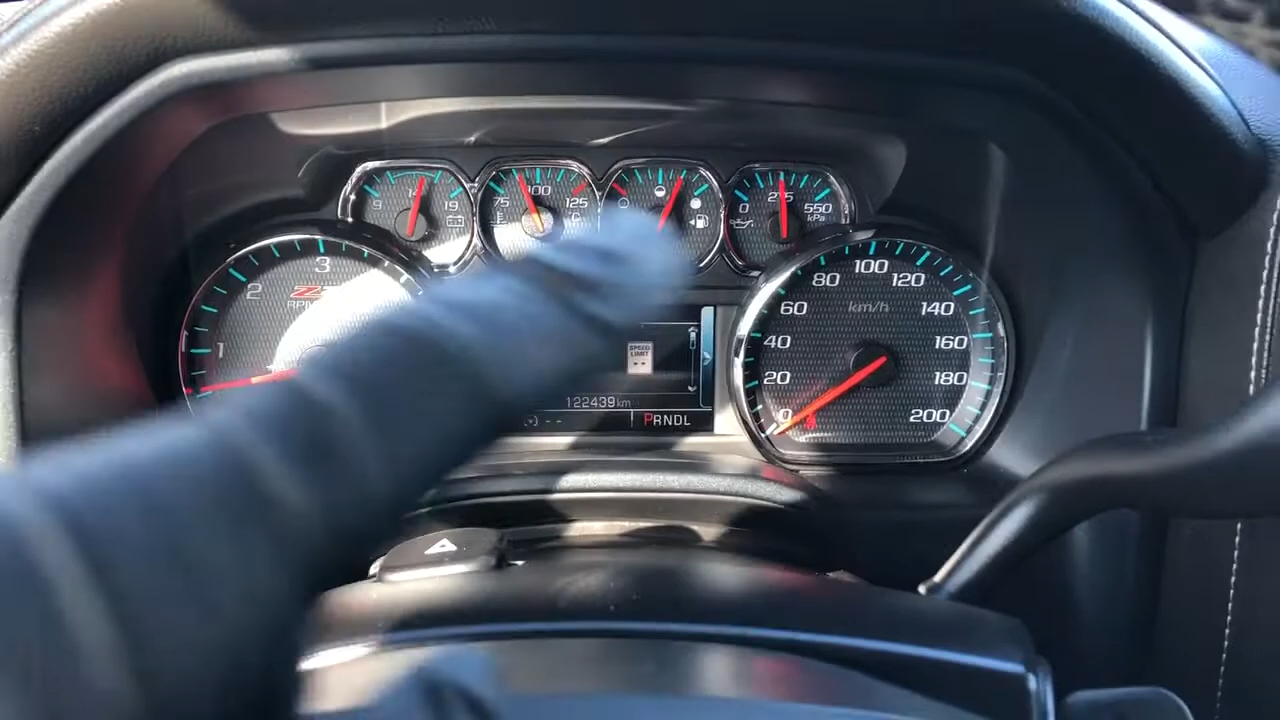 9 14 19
75 100 125
C
0 275 550
kPa
1 2 3
Z
RPM
SPEED
LIMIT
--
122439 km
-- PRNDL
0 20 40 60 80 100 120 140 160 180 200
km/h